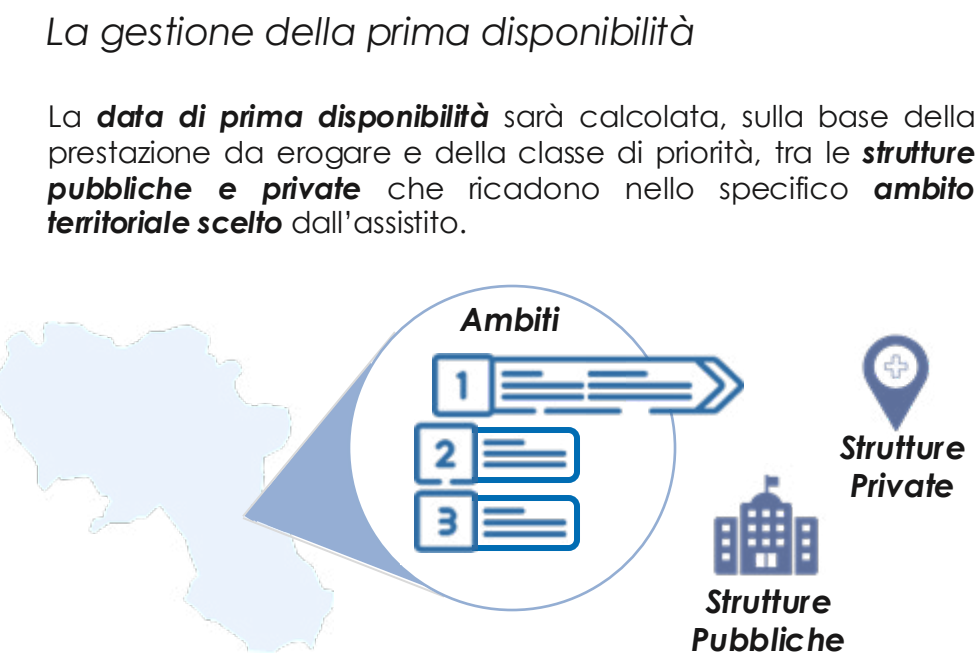 La gestione della prima disponibilità
La data di prima disponibilità sarà calcolata, sulla base della
prestazione da erogare e della classe di priorità, tra le strutture
pubbliche e private che ricadono nello specifico ambito
territoriale scelto dall’assistito.
Ambiti
1
2
3
Strutture
Private
Strutture
Pubbliche